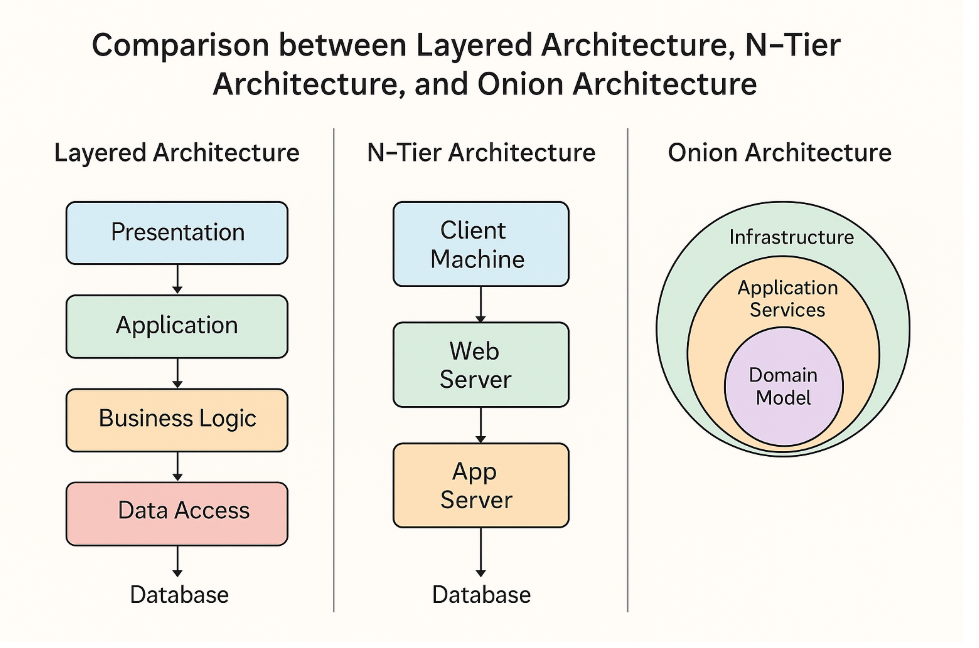 Comparison between Layered Architecture, N–Tier
Architecture, and Onion Architecture
Layered Architecture
Presentation
Application
Business Logic
Data Access
Database
N–Tier Architecture
Client
Machine
Web
Server
App
Server
Database
Onion Architecture
Infrastructure
Application
Services
Domain
Model